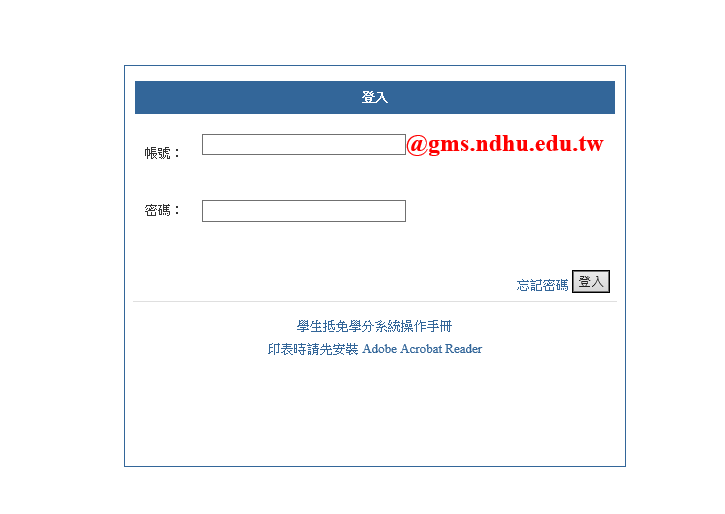 登入
帳號：@gms.ndhu.edu.tw
密碼：
忘記密碼 登入
學生抵免學分系統操作手冊
印表時請先安裝 Adobe Acrobat Reader